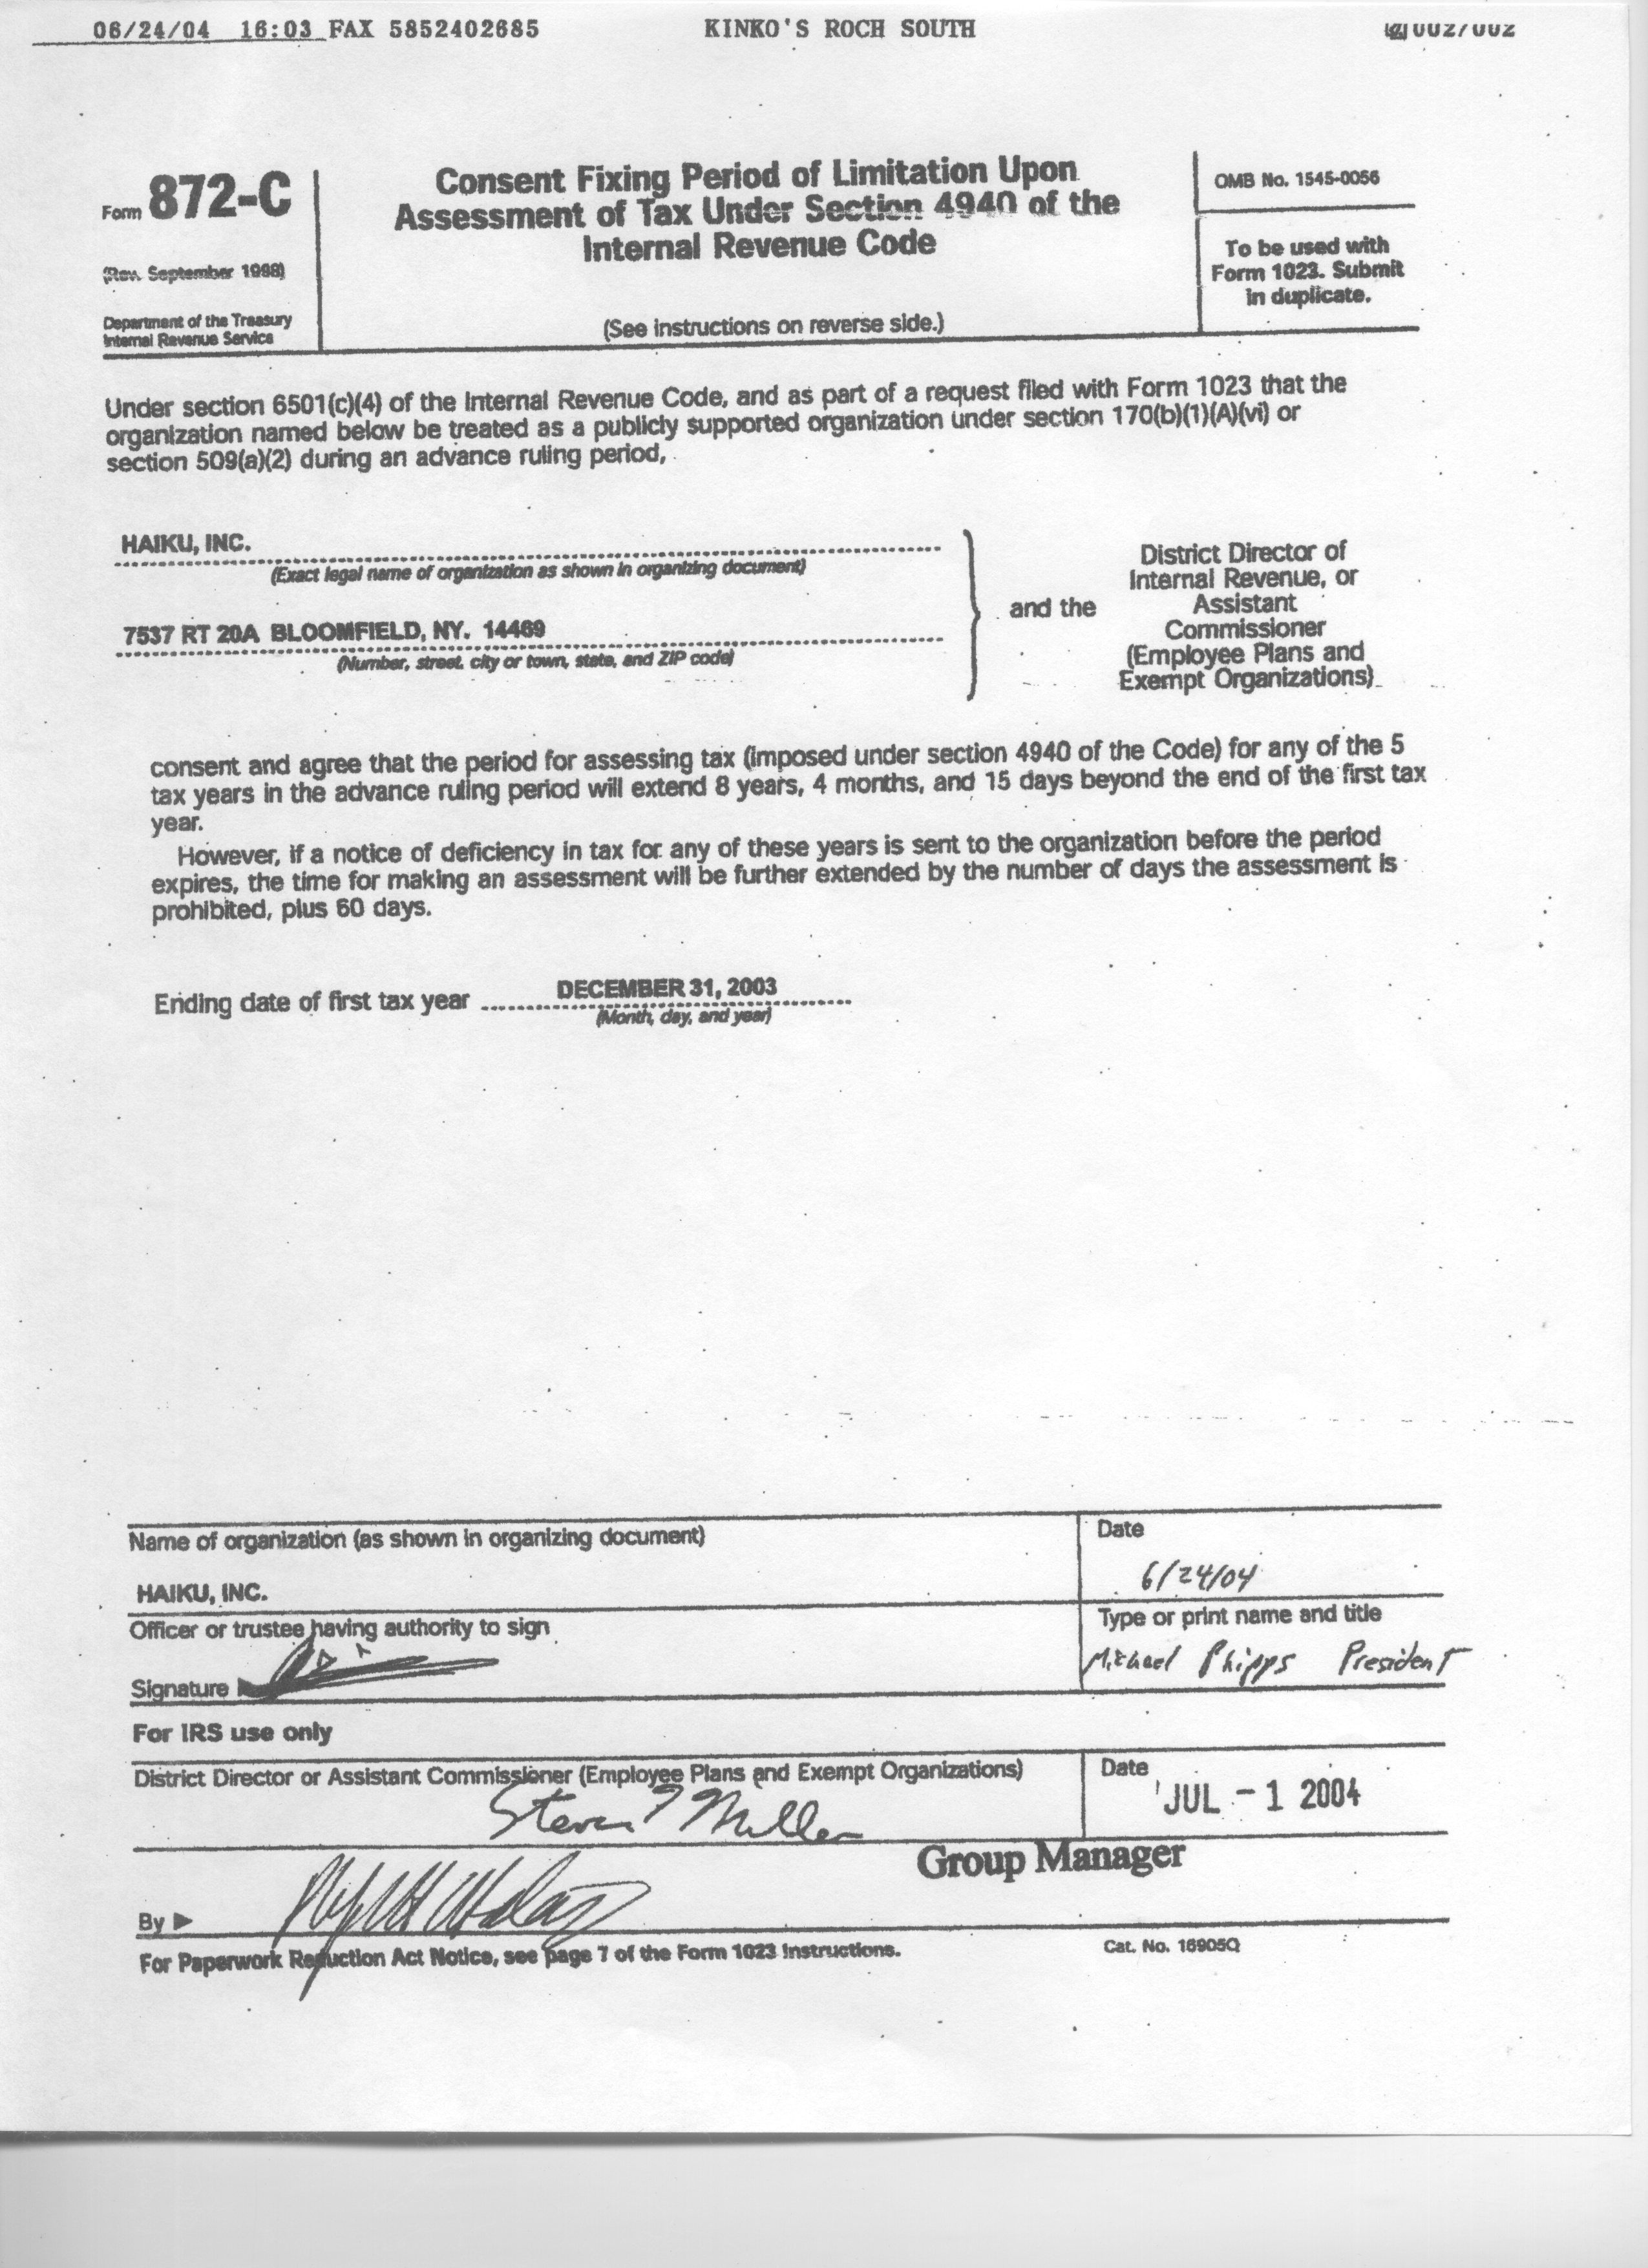 06/24/04 16:03 FAX 5852402685 KINKO'S ROCH SOUTH 002/002
Form 872-C
(Rev. September 1998)
Department of the Treasury
Internal Revenue Service
Consent Fixing Period of Limitation Upon
Assessment of Tax Under Section 4940 of the
Internal Revenue Code
(See instructions on reverse side.)
OMB No. 1545-0056
To be used with
Form 1023. Submit
in duplicate.
Under section 6501(c)(4) of the Internal Revenue Code, and as part of a request filed with Form 1023 that the
organization named below be treated as a publicly supported organization under section 170(b)(1)(A)(vi) or
section 509(a)(2) during an advance ruling period,
HAIKU, INC.
(Exact legal name of organization as shown in organizing document)
7537 RT 20A BLOOMFIELD, NY. 14469
(Number, street, city or town, state, and ZIP code)
and the
District Director of
Internal Revenue, or
Assistant
Commissioner
(Employee Plans and
Exempt Organizations)
consent and agree that the period for assessing tax (imposed under section 4940 of the Code) for any of the 5
tax years in the advance ruling period will extend 8 years, 4 months, and 15 days beyond the end of the first tax
year.
However, if a notice of deficiency in tax for any of these years is sent to the organization before the period
expires, the time for making an assessment will be further extended by the number of days the assessment is
prohibited, plus 60 days.
Ending date of first tax year DECEMBER 31, 2003
(Month, day, and year)
Name of organization (as shown in organizing document)
HAIKU, INC.
Date
6/24/04
Officer or trustee having authority to sign
Signature ▶
Type or print name and title
Michael Phipps President
For IRS use only
District Director or Assistant Commissioner (Employee Plans and Exempt Organizations)
Steven T Miller
Date
JUL - 1 2004
Group Manager
By ▶
For Paperwork Reduction Act Notice, see page 7 of the Form 1023 Instructions.
Cat. No. 16905Q